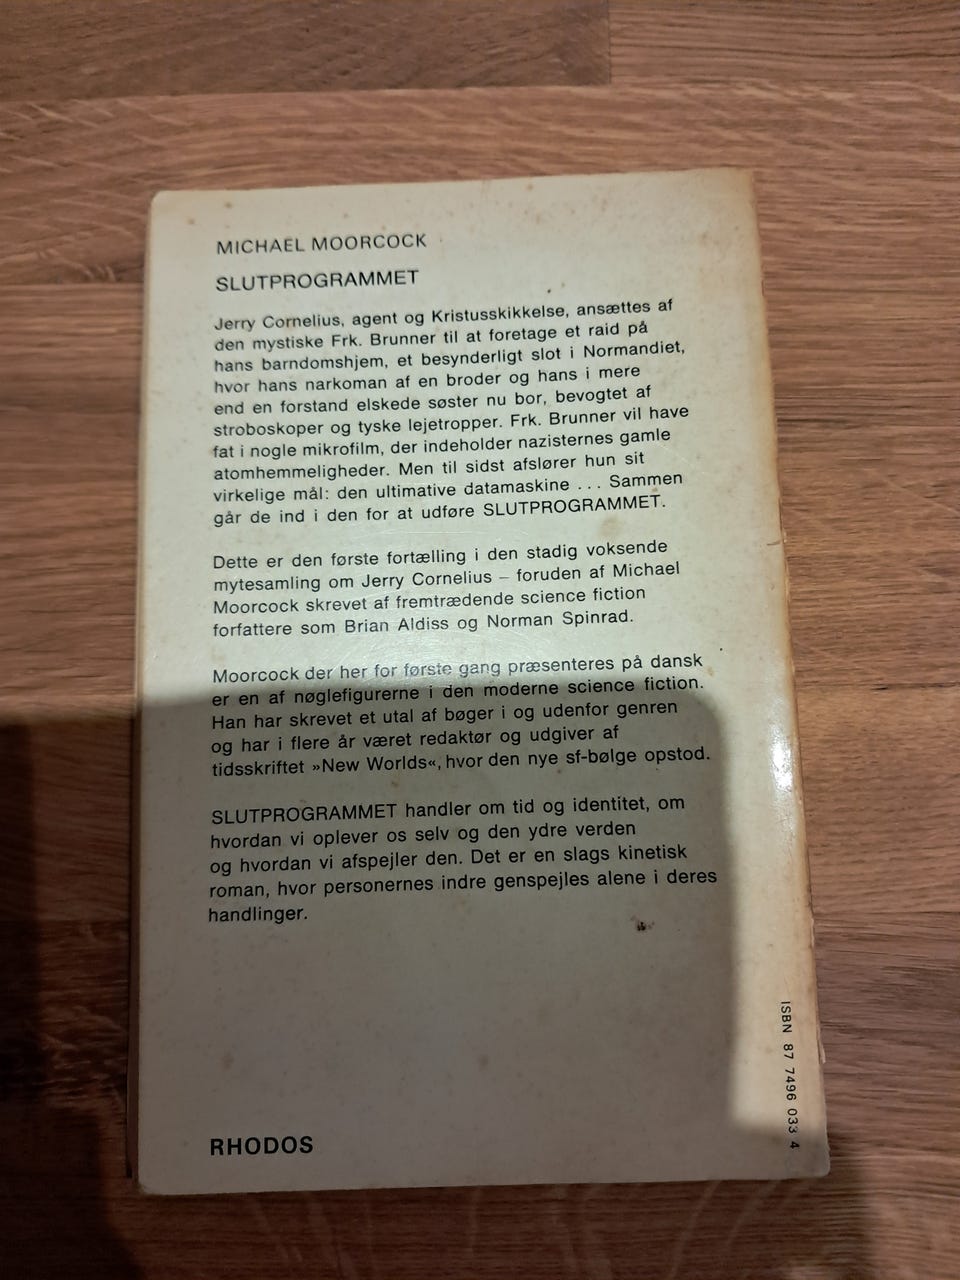 MICHAEL MOORCOCK
SLUTPROGRAMMET
Jerry Cornelius, agent og Kristusskikkelse, ansættes af
den mystiske Frk. Brunner til at foretage et raid på
hans barndomshjem, et besynderligt slot i Normandiet,
hvor hans narkoman af en broder og hans i mere
end en forstand elskede søster nu bor, bevogtet af
stroboskoper og tyske lejetropper. Frk. Brunner vil have
fat i nogle mikrofilm, der indeholder nazisternes gamle
atomhemmeligheder. Men til sidst afslører hun sit
virkelige mål: den ultimative datamaskine ... Sammen
går de ind i den for at udføre SLUTPROGRAMMET.
Dette er den første fortælling i den stadig voksende
mytesamling om Jerry Cornelius – foruden af Michael
Moorcock skrevet af fremtrædende science fiction
forfattere som Brian Aldiss og Norman Spinrad.
Moorcock der her for første gang præsenteres på dansk
er en af nøglefigurerne i den moderne science fiction.
Han har skrevet et utal af bøger i og udenfor genren
og har i flere år været redaktør og udgiver af
tidsskriftet »New Worlds«, hvor den nye sf-bølge opstod.
SLUTPROGRAMMET handler om tid og identitet, om
hvordan vi oplever os selv og den ydre verden
og hvordan vi afspejler den. Det er en slags kinetisk
roman, hvor personernes indre genspejles alene i deres
handlinger.
RHODOS
ISBN 87 7496 033 4